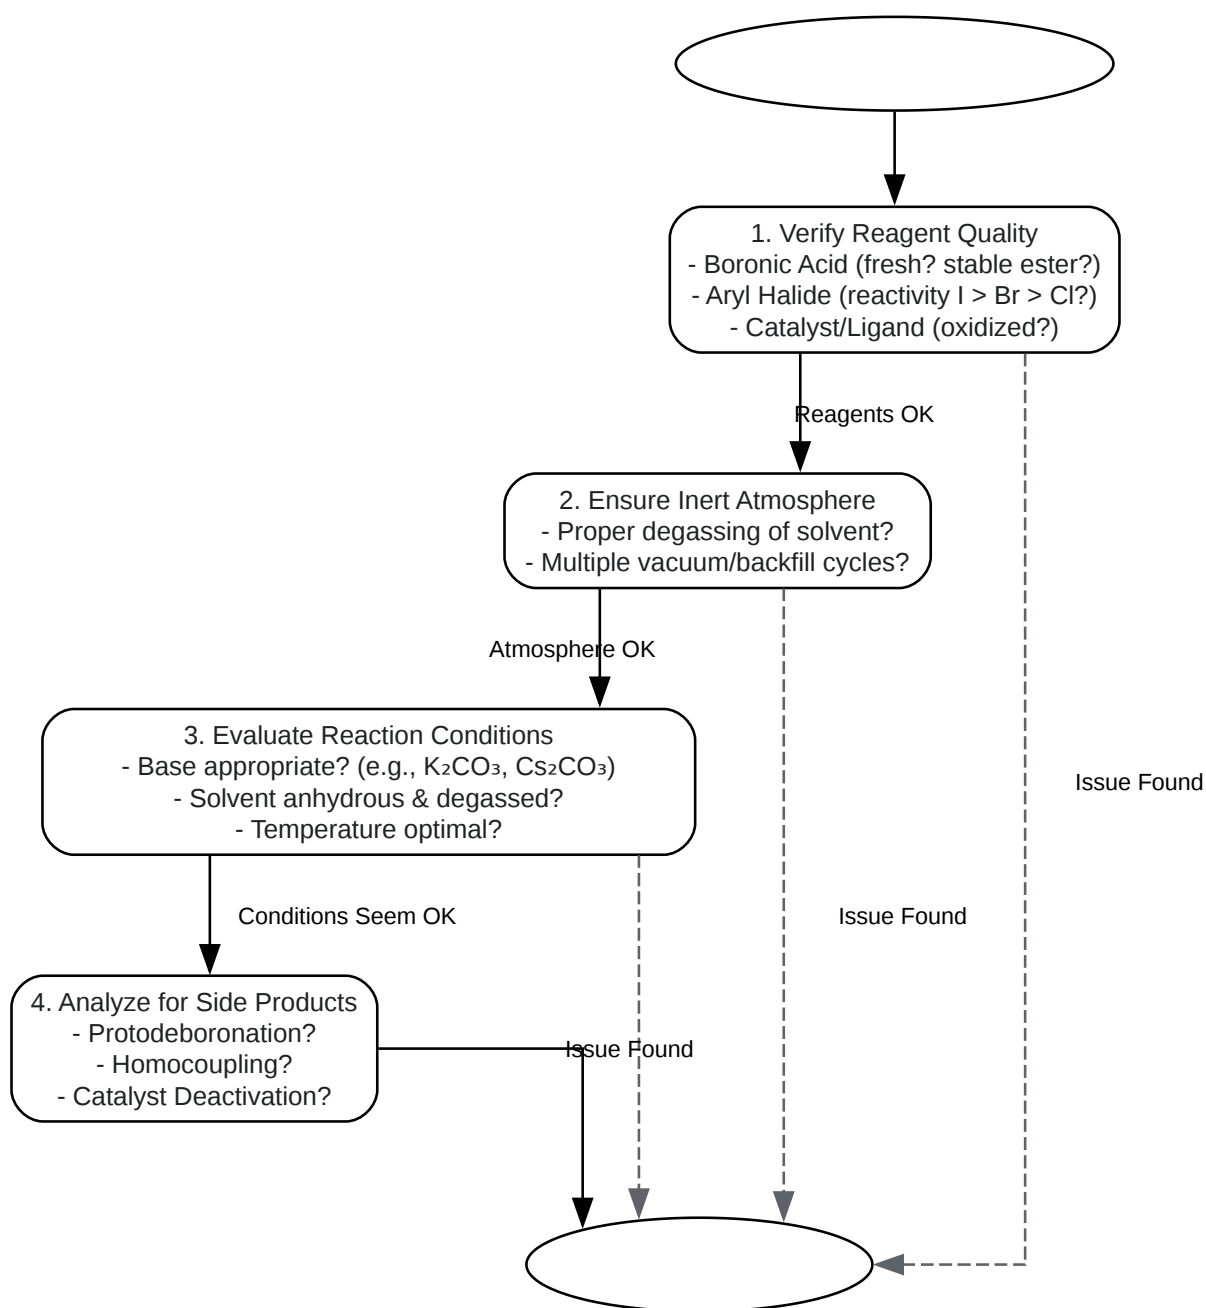 1. Verify Reagent Quality
- Boronic Acid (fresh? stable ester?)
- Aryl Halide (reactivity I > Br > Cl?)
- Catalyst/Ligand (oxidized?)
Reagents OK
2. Ensure Inert Atmosphere
- Proper degassing of solvent?
- Multiple vacuum/backfill cycles?
Atmosphere OK
3. Evaluate Reaction Conditions
- Base appropriate? (e.g., K₂CO₃, Cs₂CO₃)
- Solvent anhydrous & degassed?
- Temperature optimal?
Issue Found
Conditions Seem OK
Issue Found
4. Analyze for Side Products
- Protodeboronation?
- Homocoupling?
- Catalyst Deactivation?
Issue Found